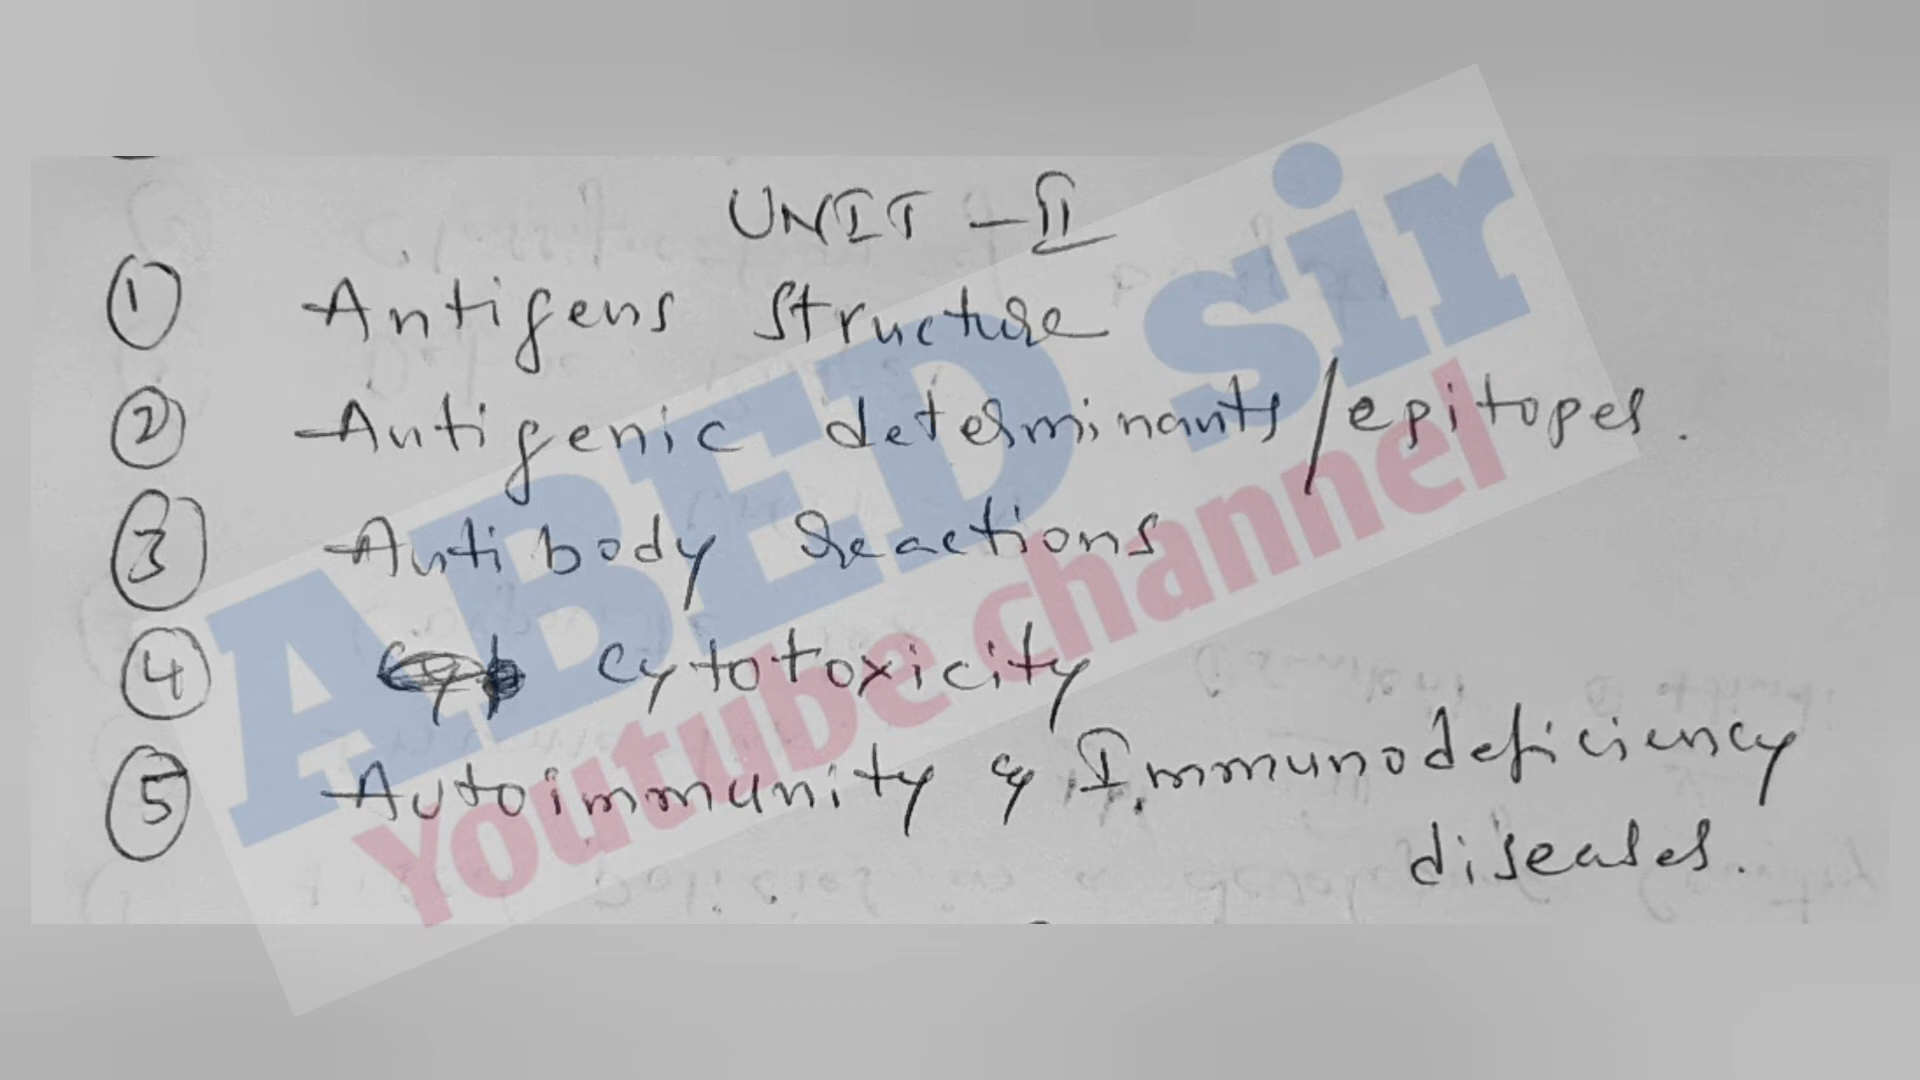 UNIT - II
① Antigens structure
② Antigenic determinants/epitopes.
③ Antibody reactions
④ cytotoxicity
⑤ Autoimmunity & Immunodeficiency
diseases.
ABED sir
Youtube channel